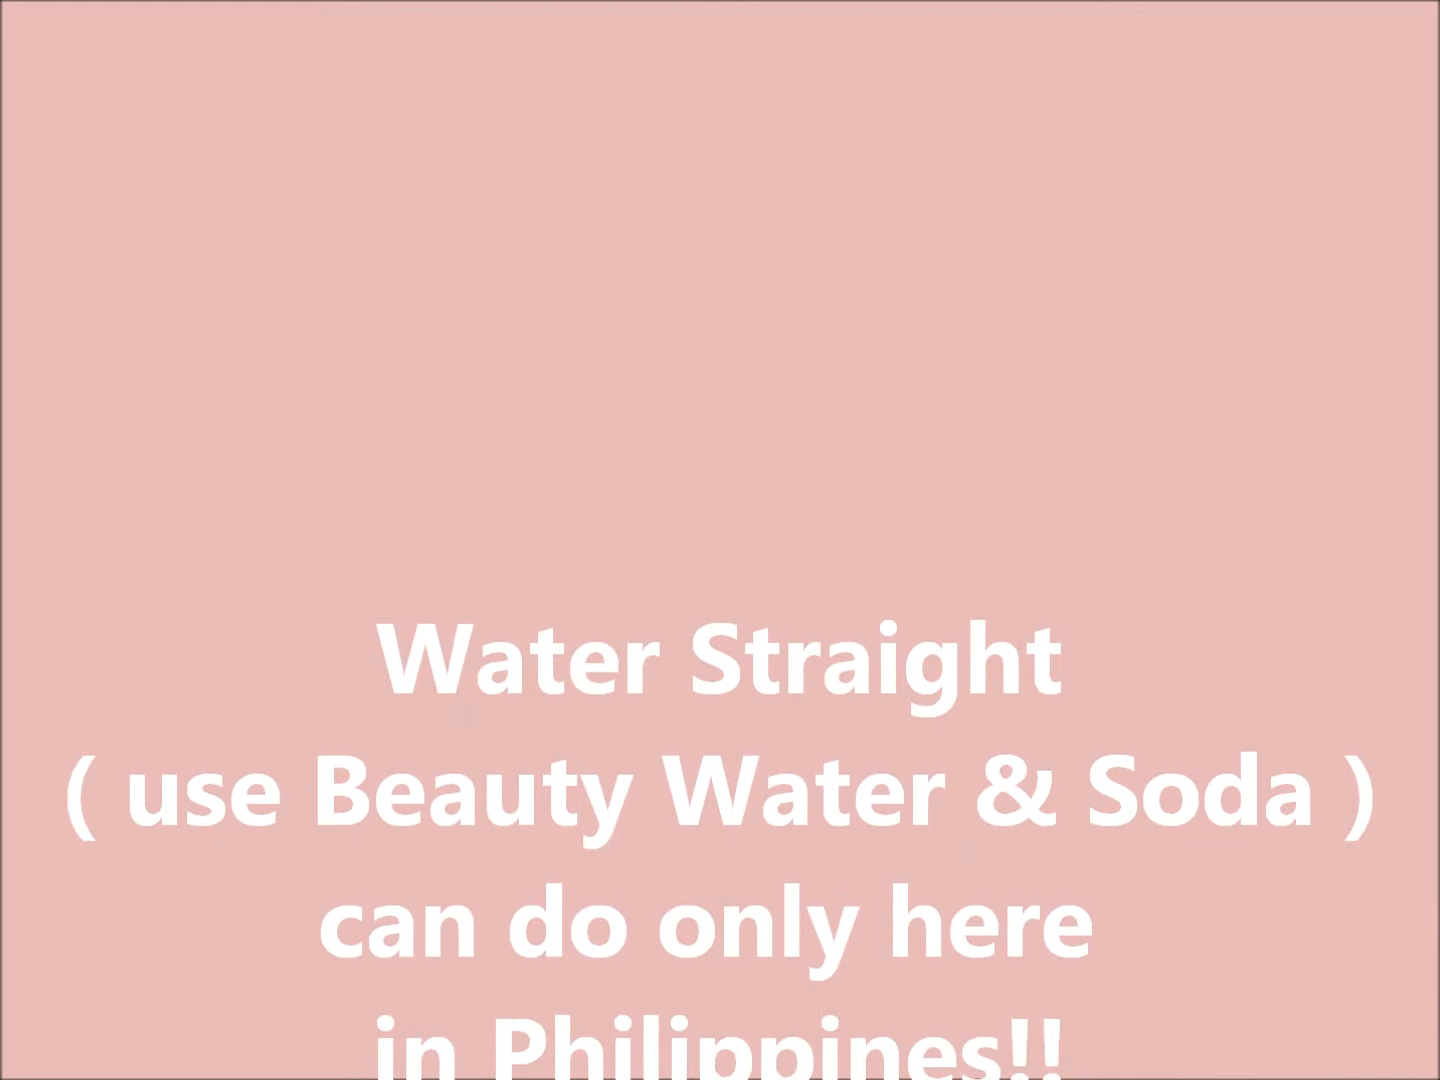 Water Straight
( use Beauty Water & Soda )
can do only here
in Philippines!!